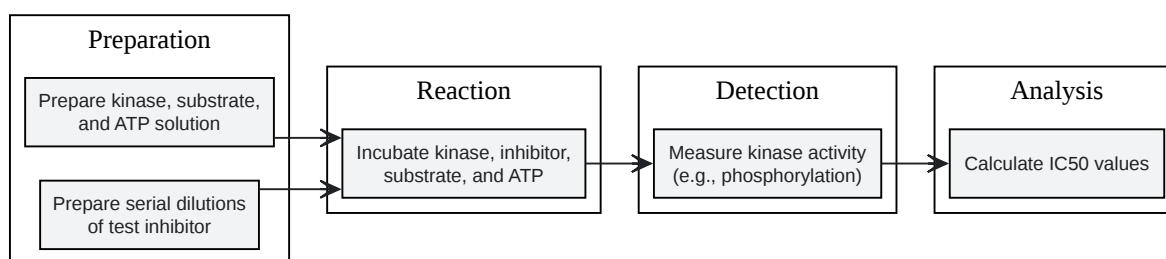 Preparation
Prepare kinase, substrate,
and ATP solution
Prepare serial dilutions
of test inhibitor
Reaction
Incubate kinase, inhibitor,
substrate, and ATP
Detection
Measure kinase activity
(e.g., phosphorylation)
Analysis
Calculate IC50 values